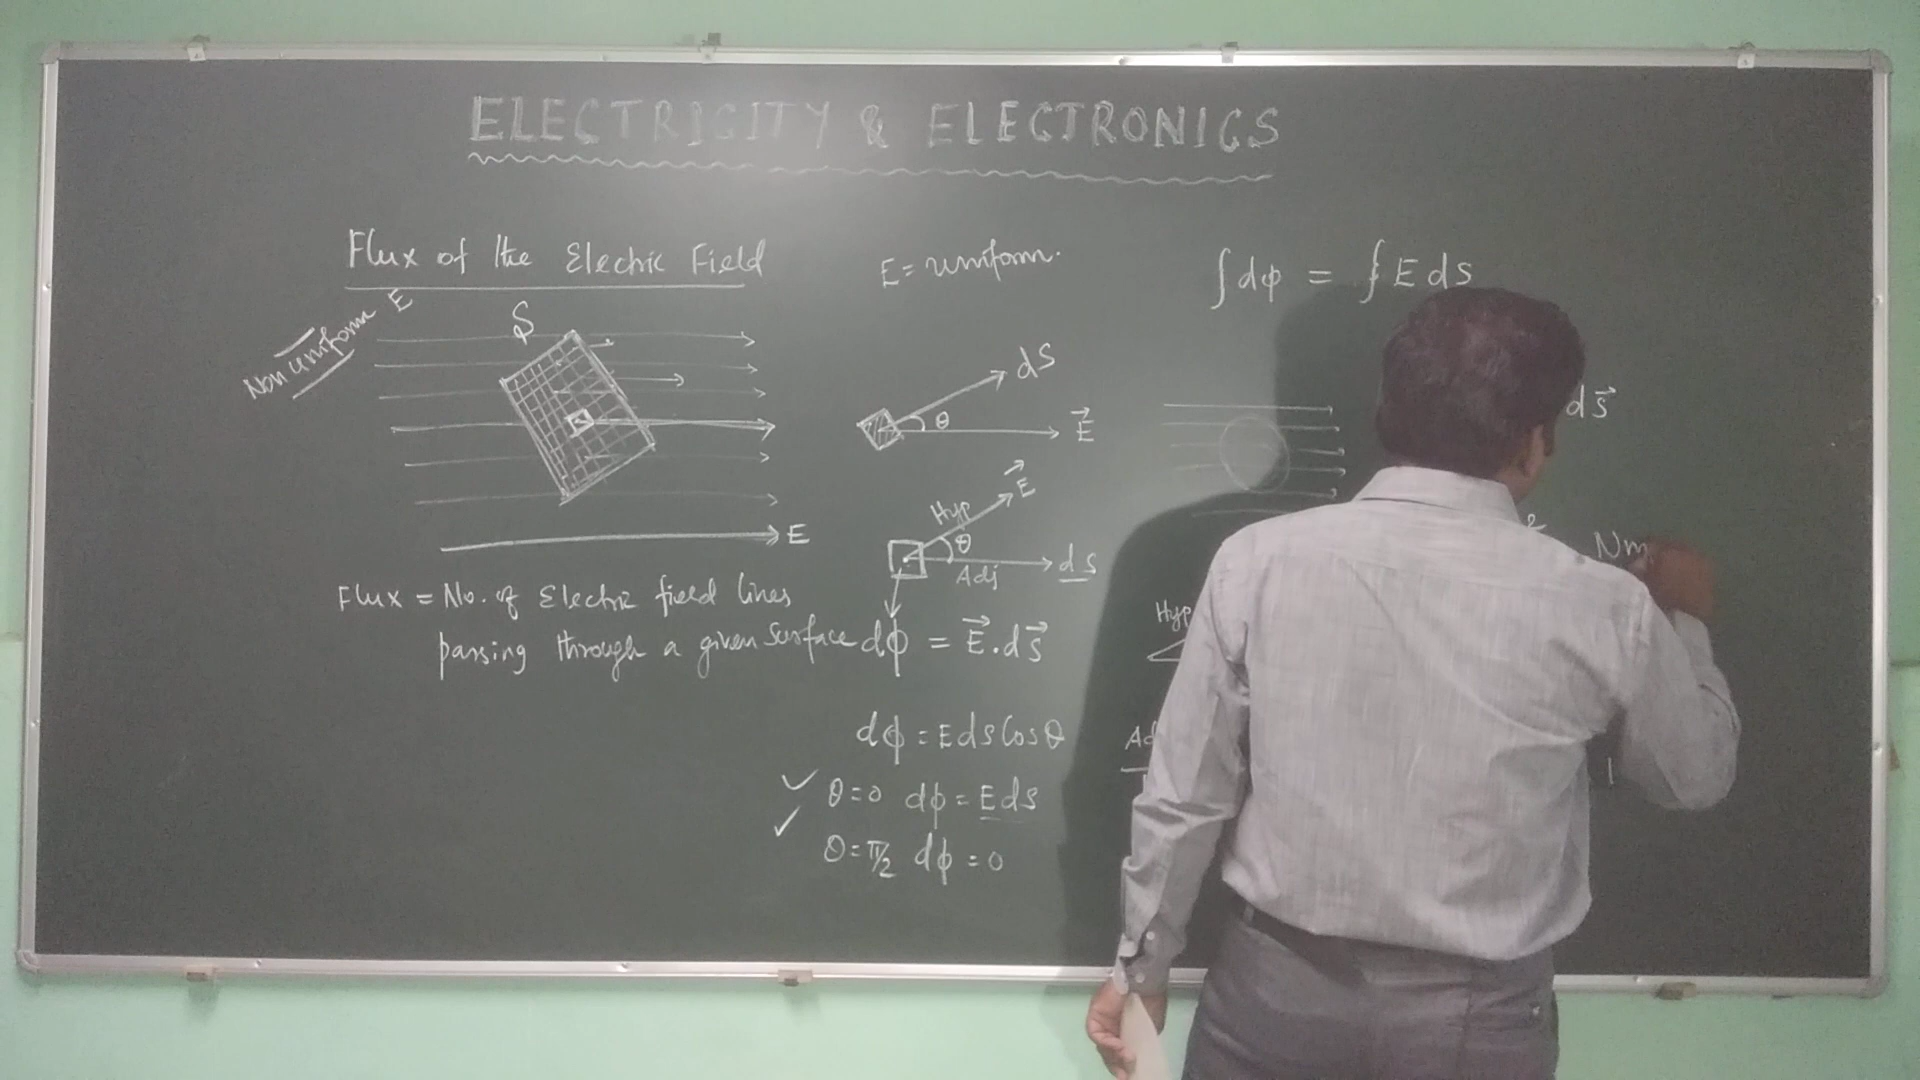 ELECTRICITY & ELECTRONICS
Flux of the Electric Field
Non uniform E
S
E
Flux = No. of Electric field lines
passing through a given surface
E = uniform.
dS
θ
E⃗
Hyp
E⃗
θ
Adj
ds
dϕ = E⃗.ds⃗
dϕ = E ds Cos θ
✓ θ = 0 dϕ = E ds
✓ θ = π/2 dϕ = 0
∫dϕ = ∮E ds
ds⃗
2
Nm
Hyp
Ad